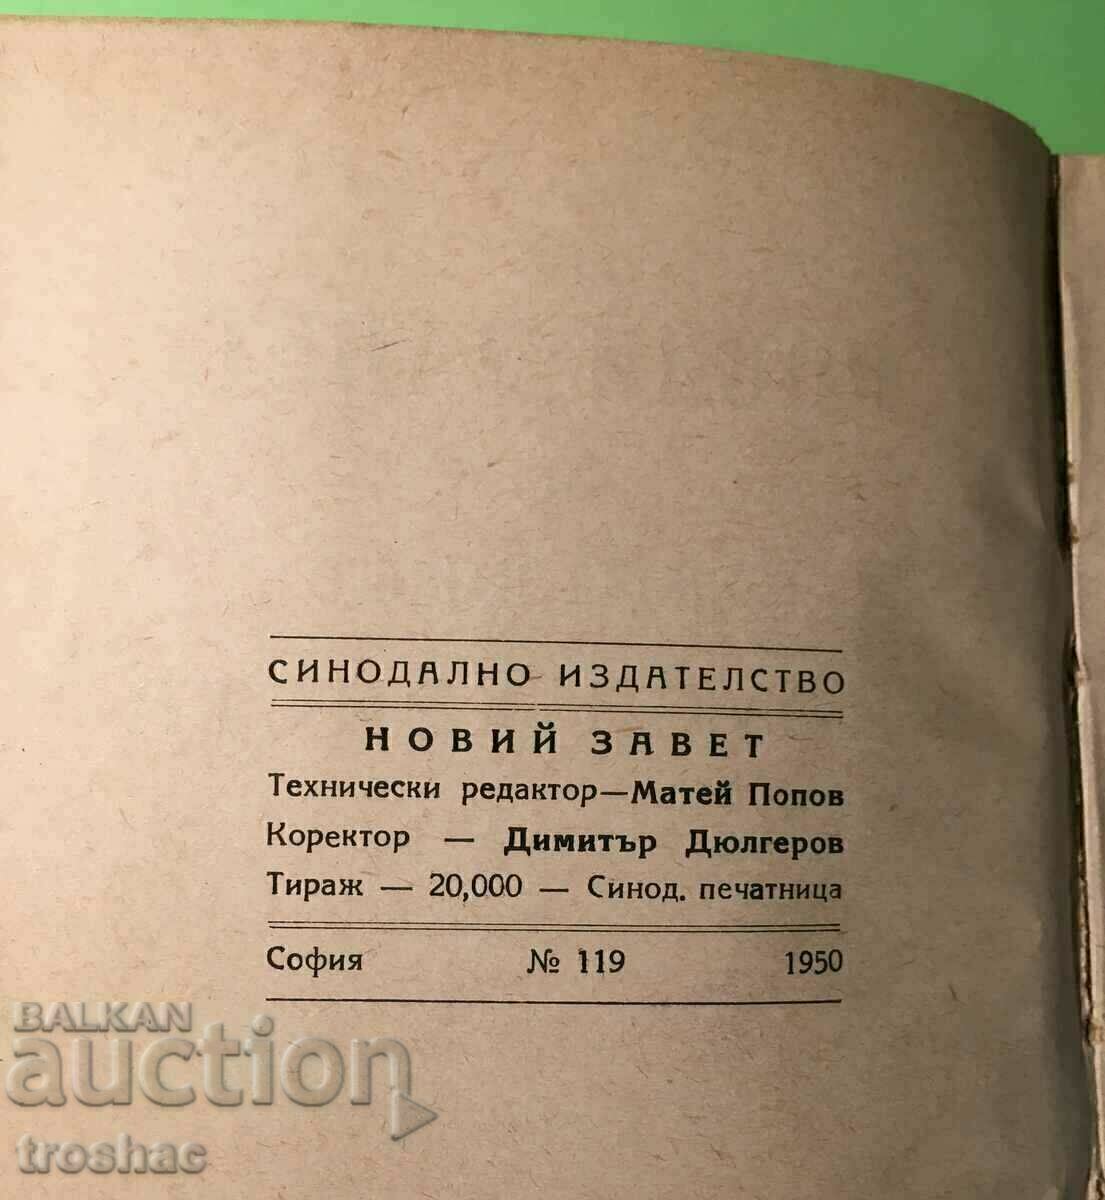 СИНОДАЛНО ИЗДАТЕЛСТВО
НОВИЙ ЗАВЕТ
Технически редактор—Матей Попов
Коректор — Димитър Дюлгеров
Тираж — 20,000 — Синод. печатница
София № 119 1950
BALKAN
auction
troshac